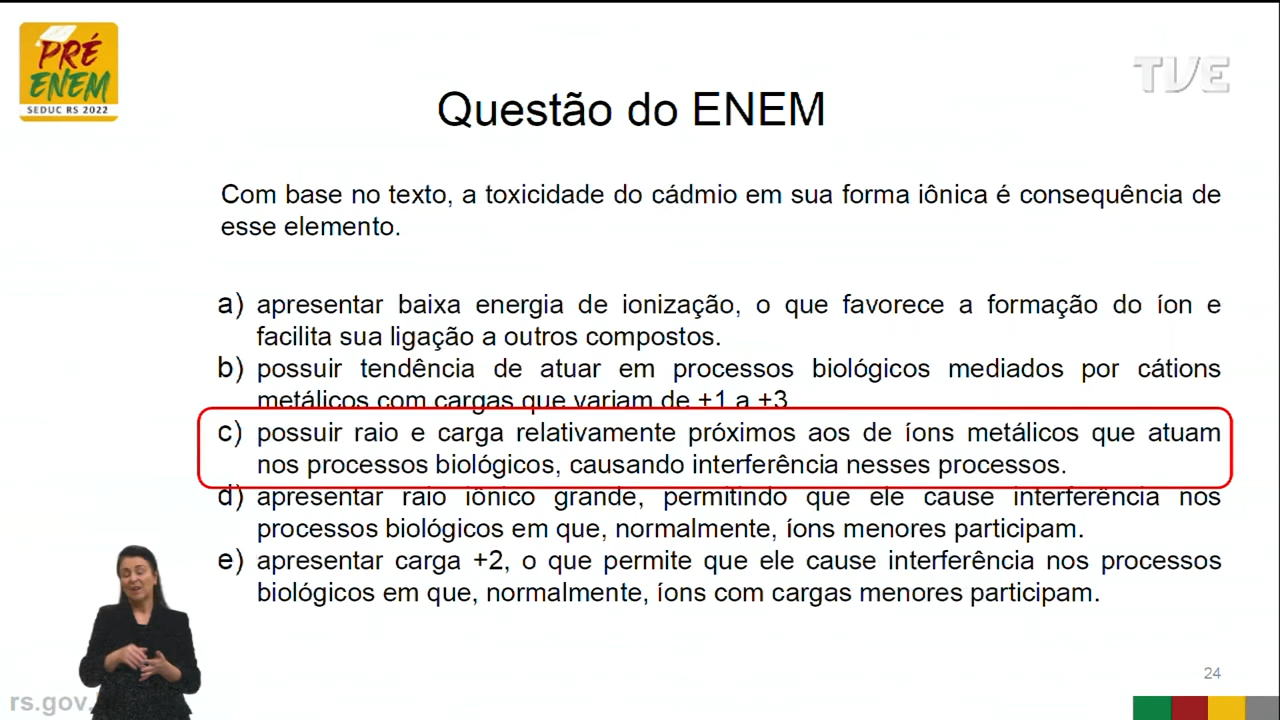 PRÉ
ENEM
SEDUC RS 2022
TVE
Questão do ENEM
Com base no texto, a toxicidade do cádmio em sua forma iônica é consequência de
esse elemento.
a) apresentar baixa energia de ionização, o que favorece a formação do íon e
facilita sua ligação a outros compostos.
b) possuir tendência de atuar em processos biológicos mediados por cátions
metálicos com cargas que variam de +1 a +3
c) possuir raio e carga relativamente próximos aos de íons metálicos que atuam
nos processos biológicos, causando interferência nesses processos.
d) apresentar raio iônico grande, permitindo que ele cause interferência nos
processos biológicos em que, normalmente, íons menores participam.
e) apresentar carga +2, o que permite que ele cause interferência nos processos
biológicos em que, normalmente, íons com cargas menores participam.
24
rs.gov.